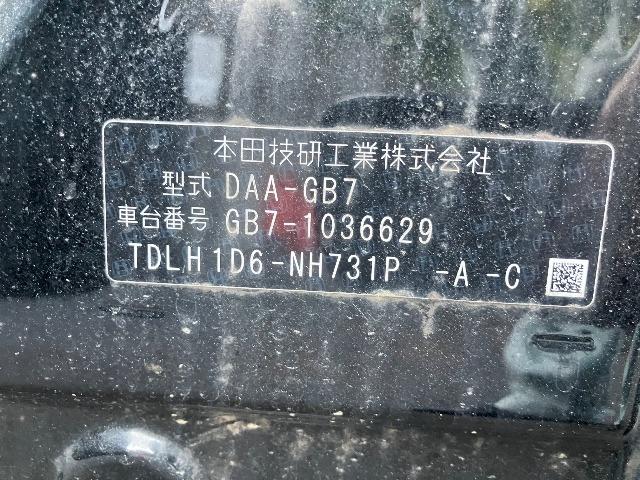 本田技研工業株式会社
型式 DAA-GB7
車台番号 GB7-1036629
TDLH1D6-NH731P -A -C